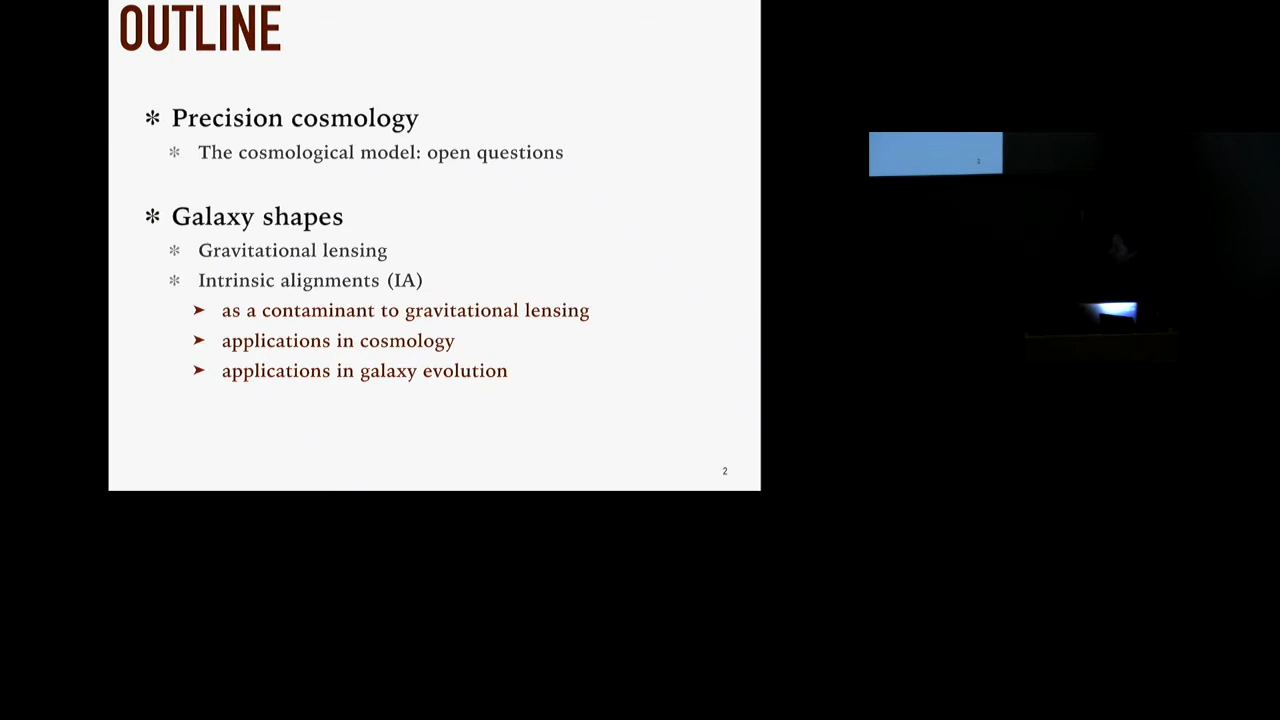 OUTLINE
* Precision cosmology
* The cosmological model: open questions
* Galaxy shapes
* Gravitational lensing
* Intrinsic alignments (IA)
➤ as a contaminant to gravitational lensing
➤ applications in cosmology
➤ applications in galaxy evolution
2